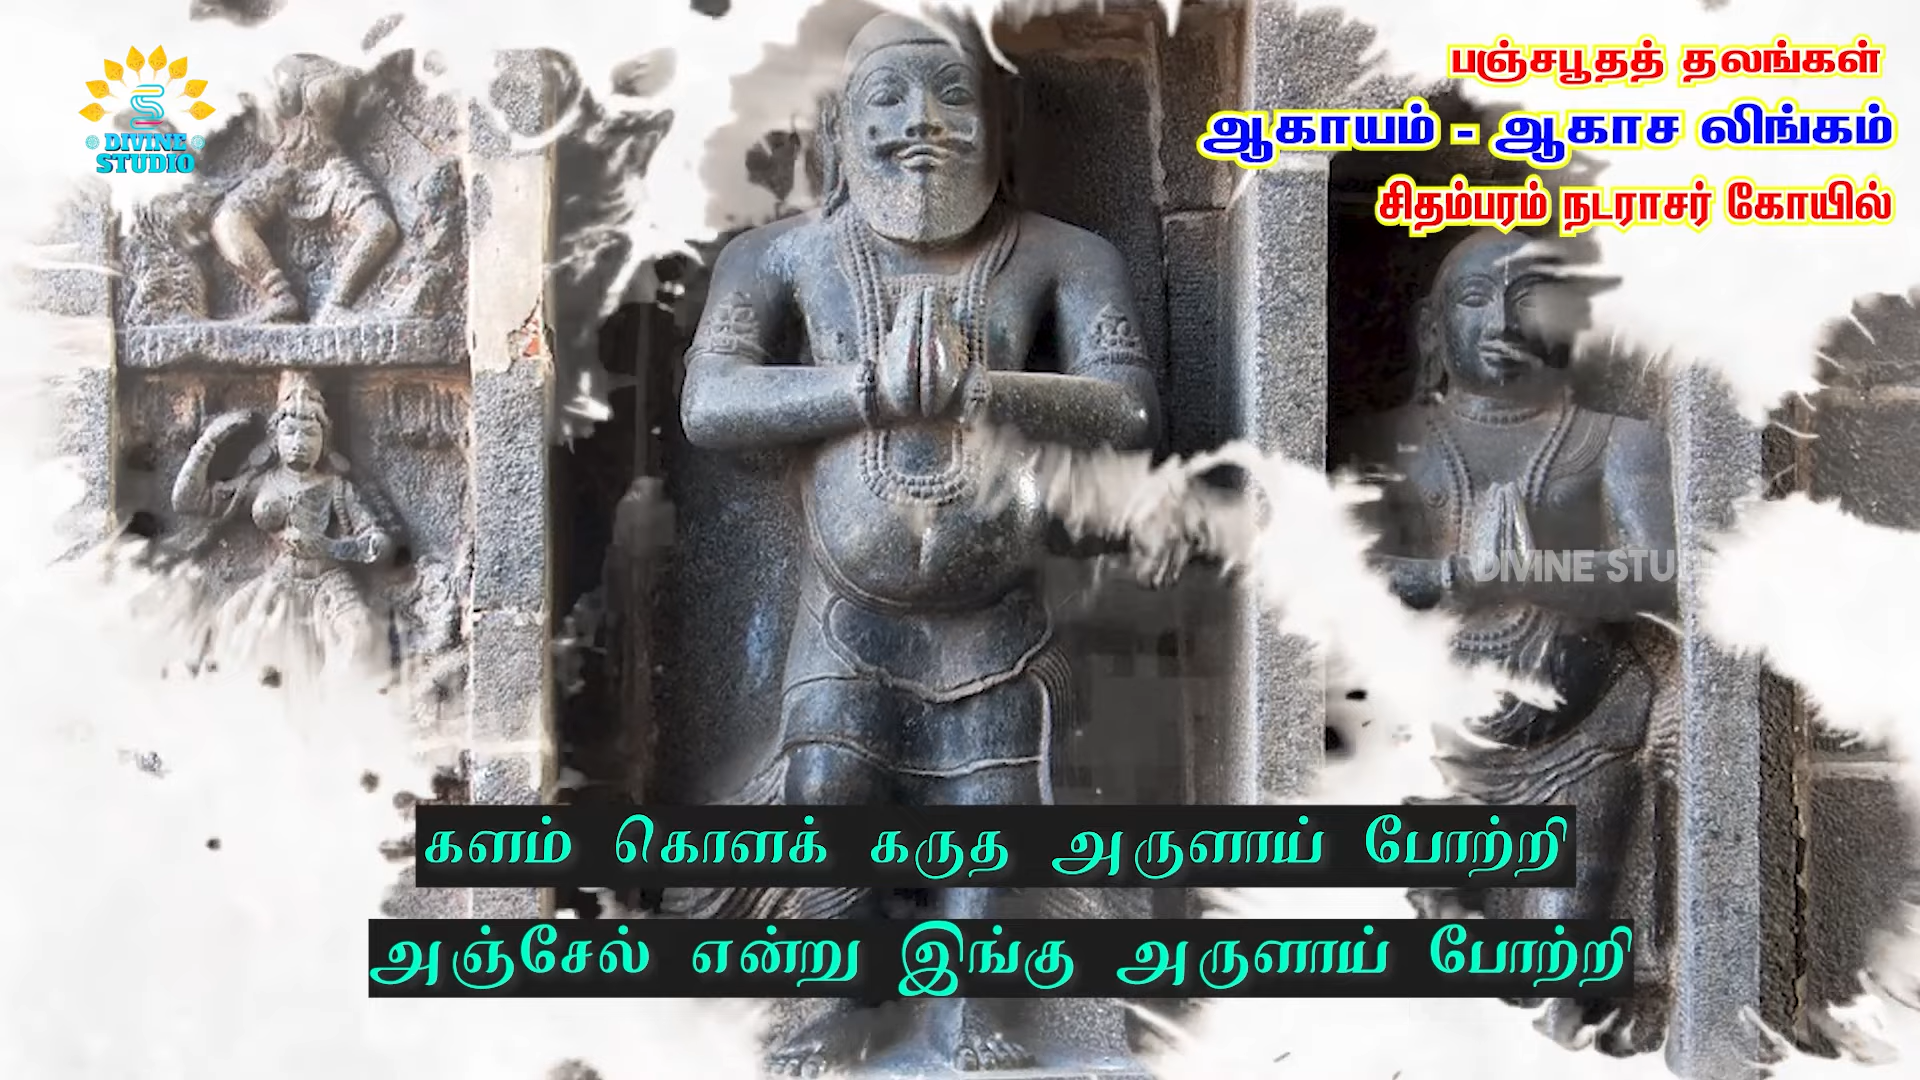 DIVINE
STUDIO
பஞ்சபூதத் தலங்கள்
ஆகாயம் - ஆகாச லிங்கம்
சிதம்பரம் நடராசர் கோயில்
DIVINE
களம் கொளக் கருத அருளாய் போற்றி
அஞ்சேல் என்று இங்கு அருளாய் போற்றி